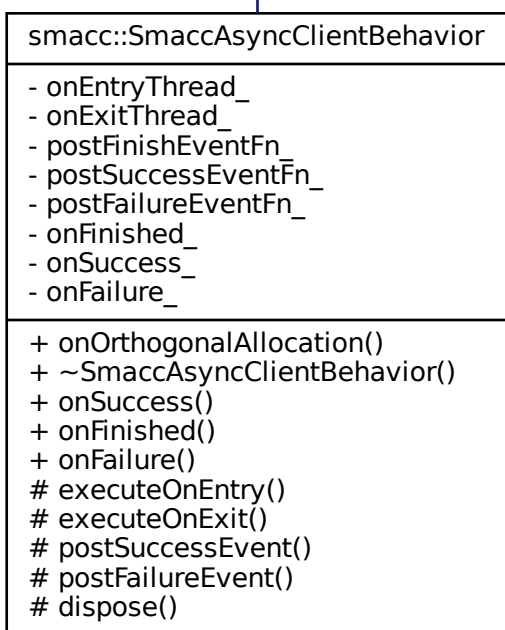 smacc::SmaccAsyncClientBehavior
- onEntryThread_
- onExitThread_
- postFinishEventFn_
- postSuccessEventFn_
- postFailureEventFn_
- onFinished_
- onSuccess_
- onFailure_
+ onOrthogonalAllocation()
+ ~SmaccAsyncClientBehavior()
+ onSuccess()
+ onFinished()
+ onFailure()
# executeOnEntry()
# executeOnExit()
# postSuccessEvent()
# postFailureEvent()
# dispose()